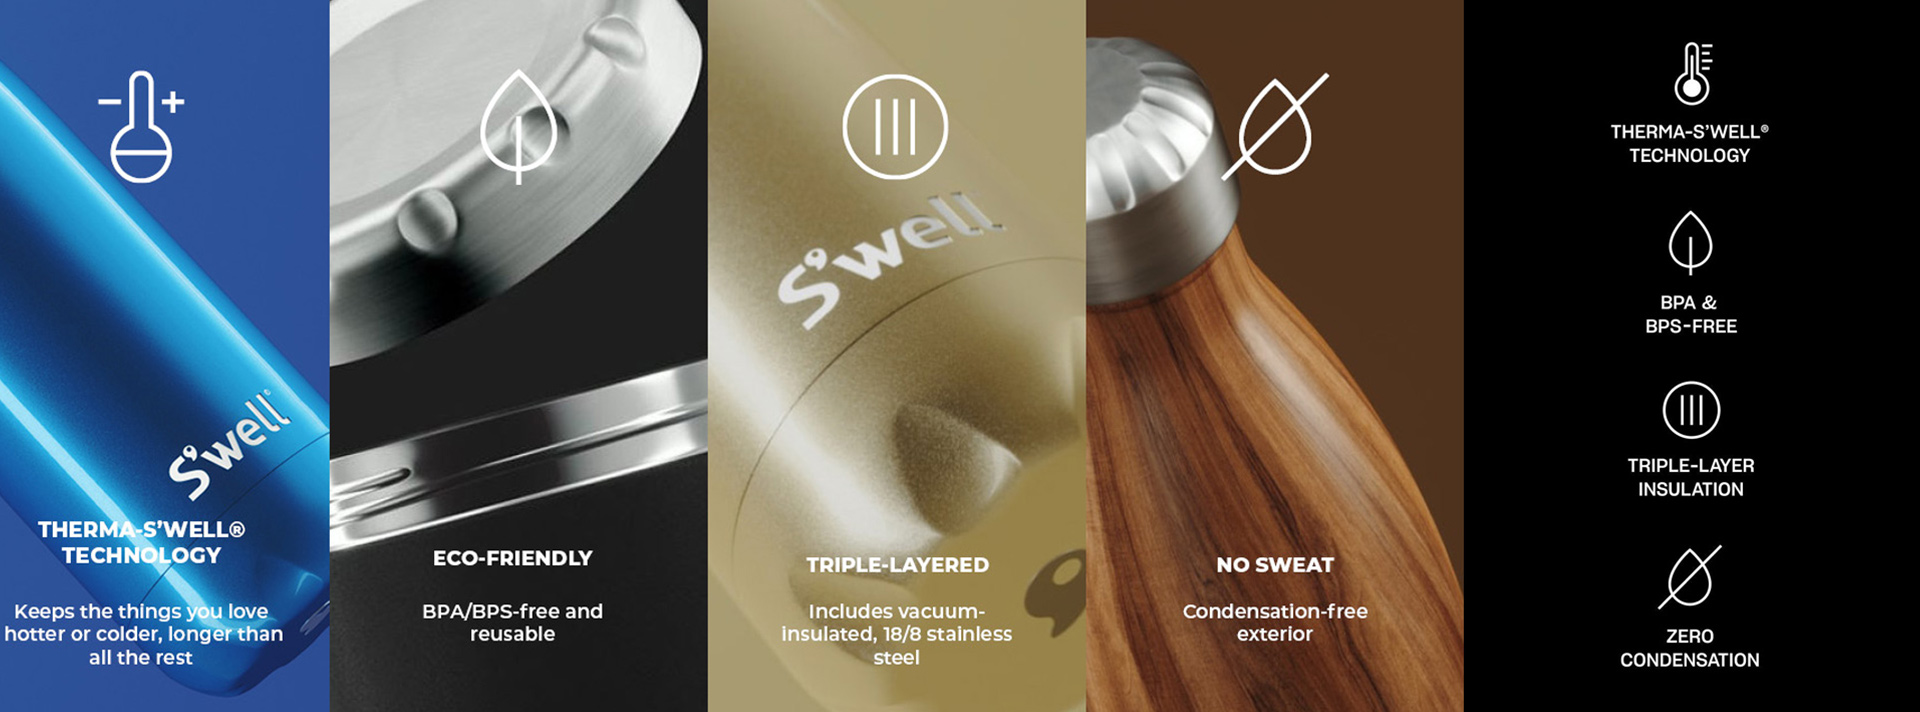 S'well®
THERMA-S'WELL®
TECHNOLOGY
Keeps the things you love
hotter or colder, longer than
all the rest
ECO-FRIENDLY
BPA/BPS-free and
reusable
S'well
TRIPLE-LAYERED
Includes vacuum-
insulated, 18/8 stainless
steel
NO SWEAT
Condensation-free
exterior
THERMA-S'WELL®
TECHNOLOGY
BPA &
BPS-FREE
TRIPLE-LAYER
INSULATION
ZERO
CONDENSATION